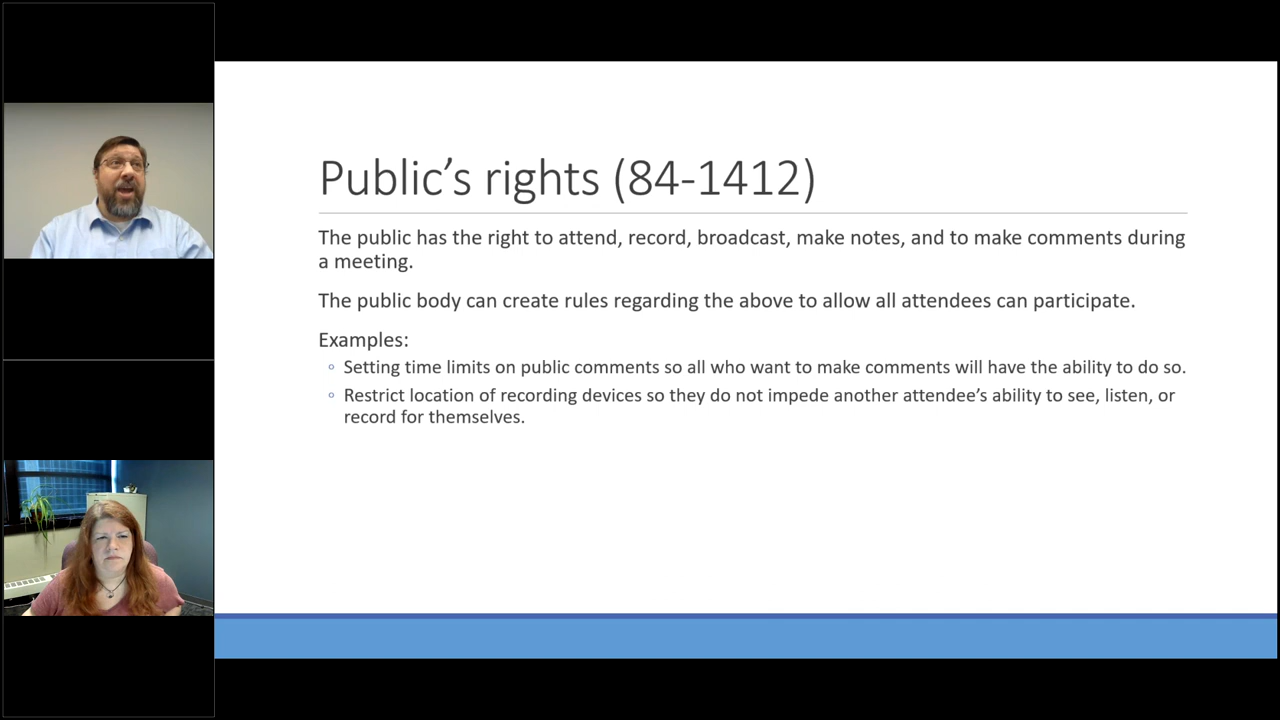 Public’s rights (84-1412)
The public has the right to attend, record, broadcast, make notes, and to make comments during
a meeting.
The public body can create rules regarding the above to allow all attendees can participate.
Examples:
◦ Setting time limits on public comments so all who want to make comments will have the ability to do so.
◦ Restrict location of recording devices so they do not impede another attendee’s ability to see, listen, or
record for themselves.